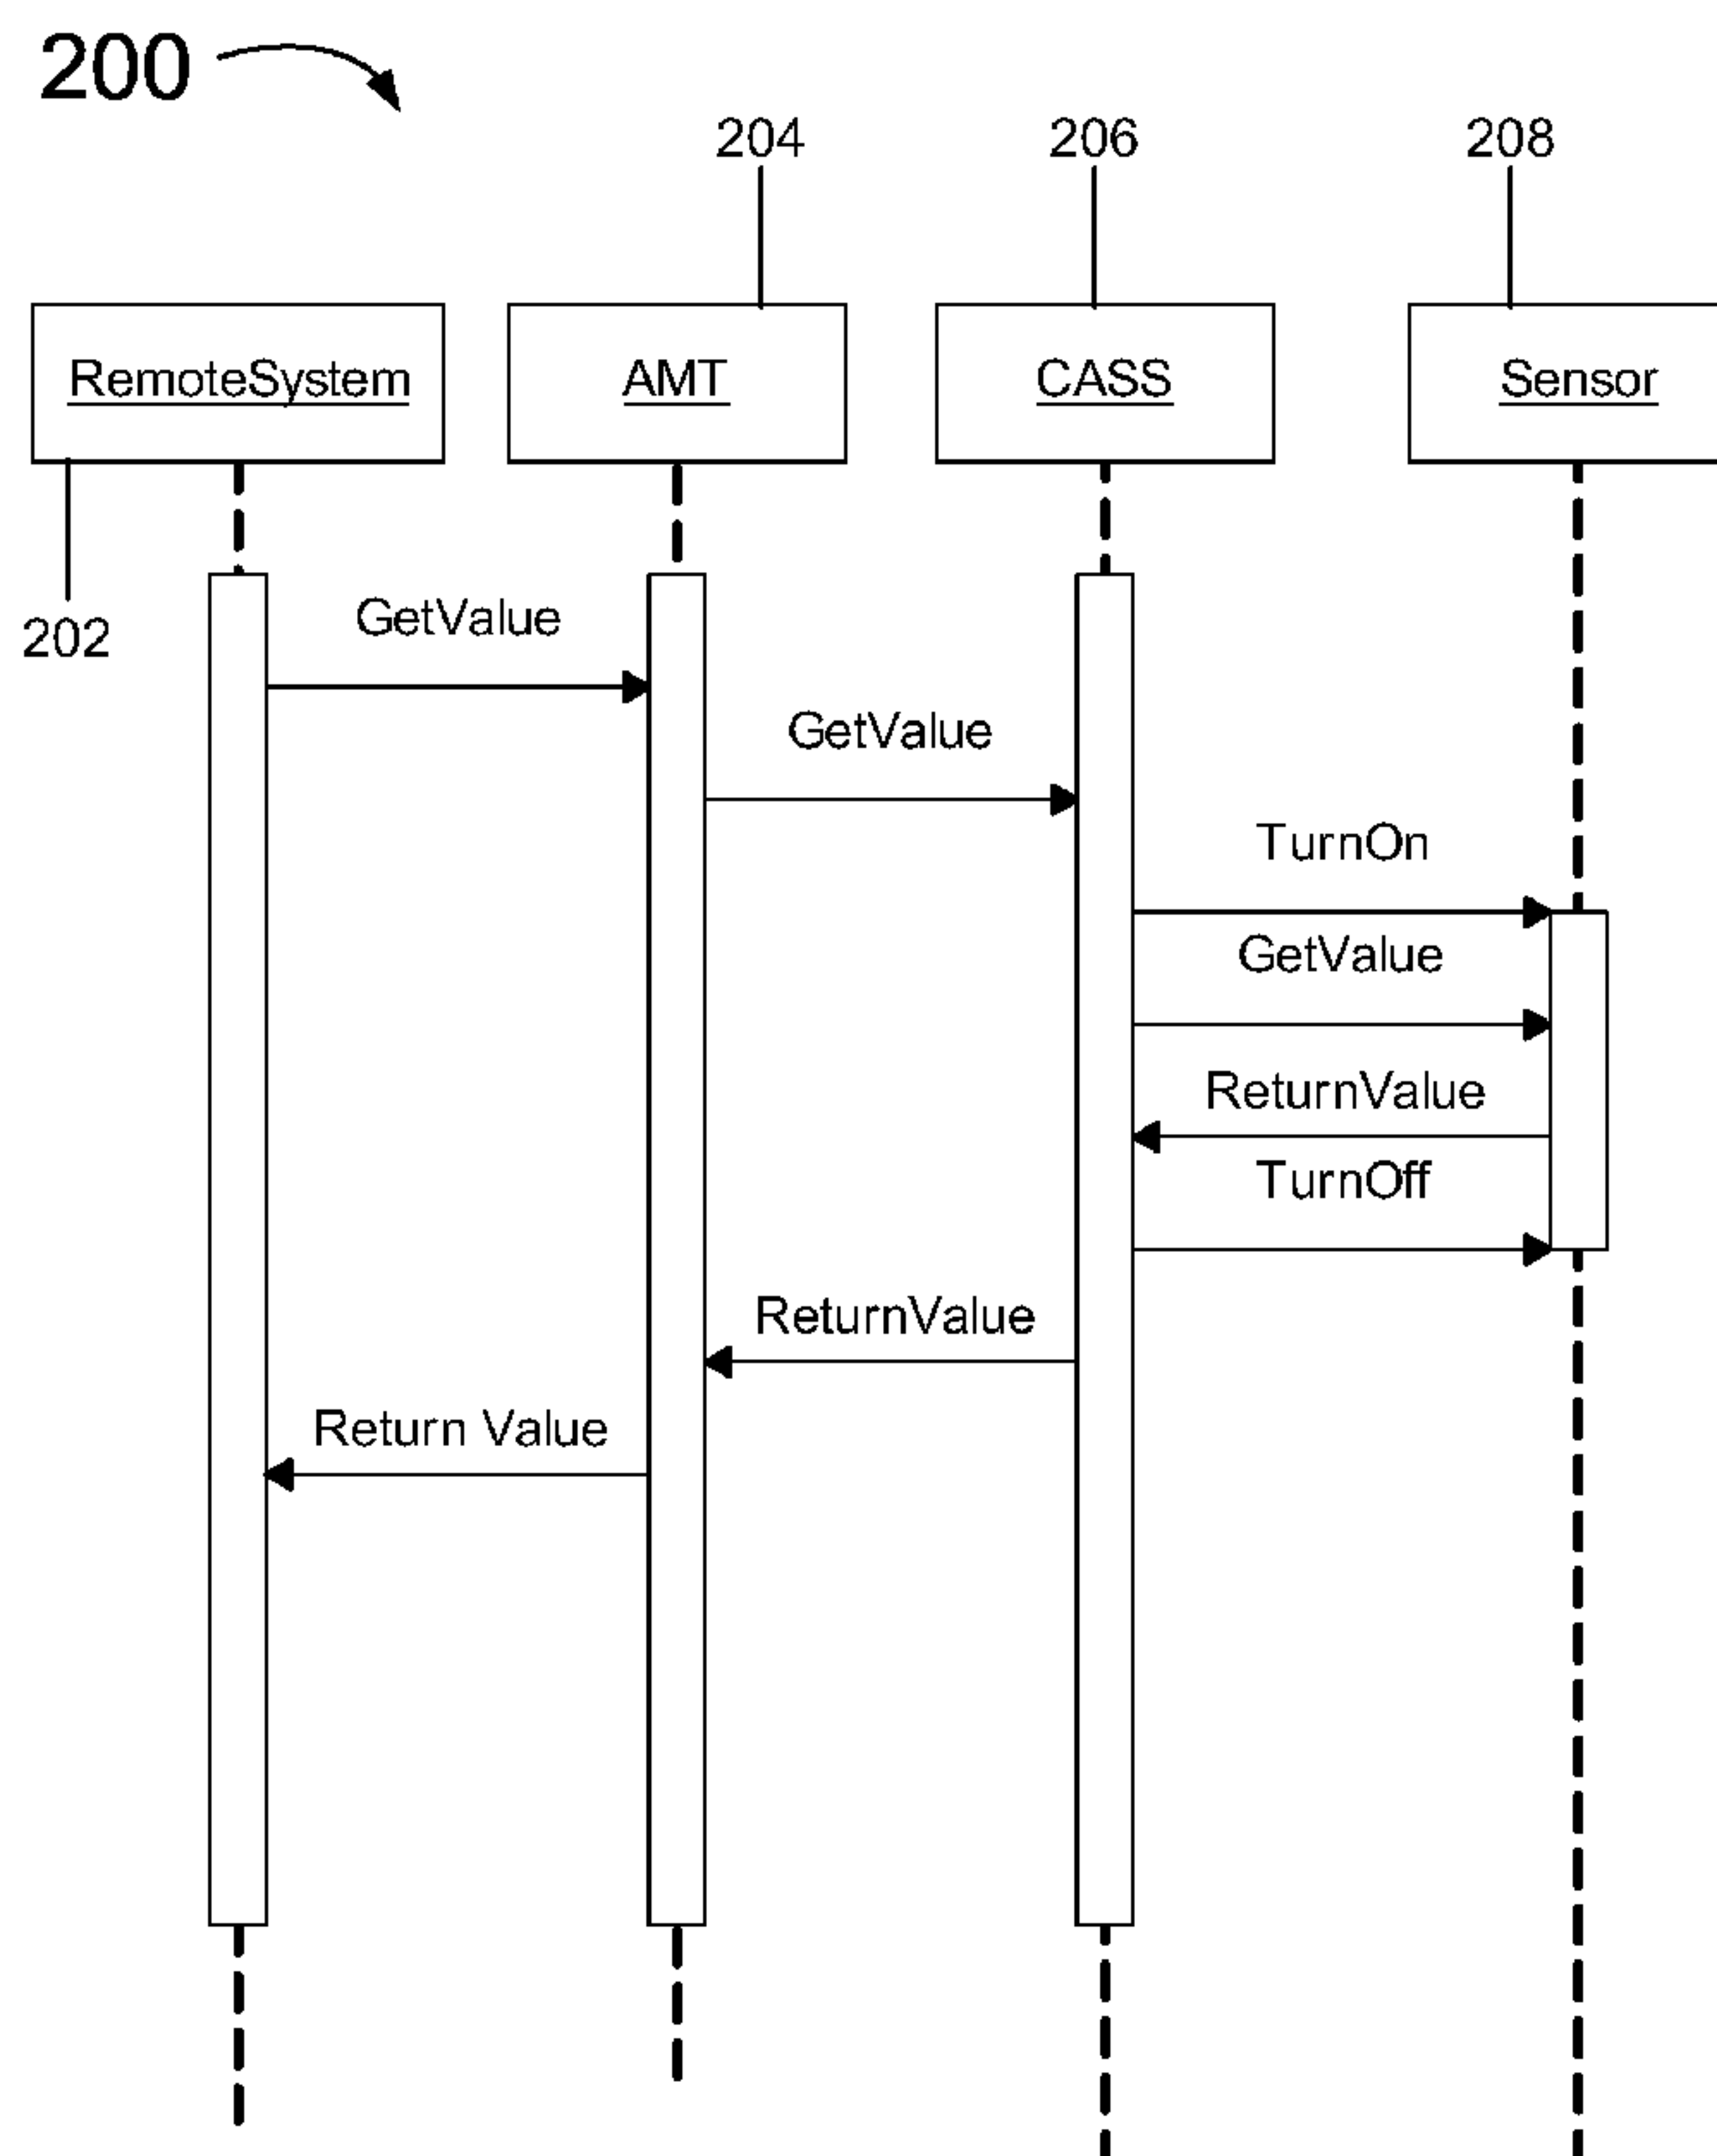 200
204
206
208
RemoteSystem
AMT
CASS
Sensor
202
GetValue
GetValue
TurnOn
GetValue
ReturnValue
TurnOff
ReturnValue
Return Value